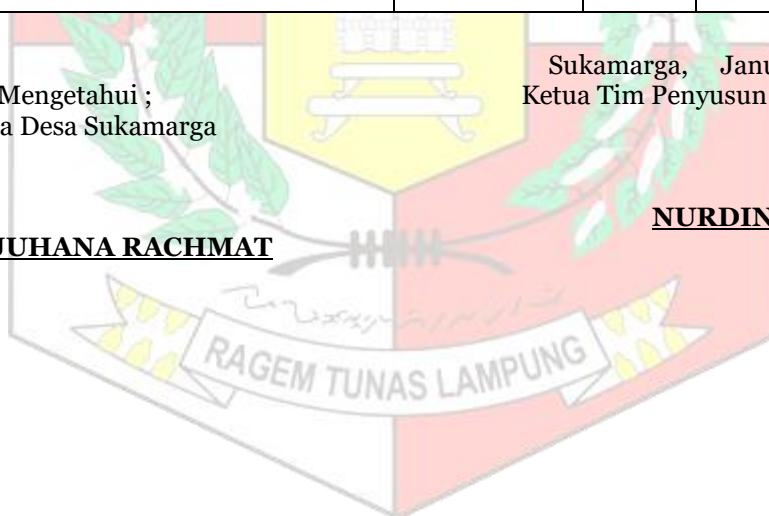 Sukamarga, Janu
Mengetahui ;
Ketua Tim Penyusun
a Desa Sukamarga
NURDIN
JUHANA RACHMAT
RAGEM TUNAS LAMPUNG